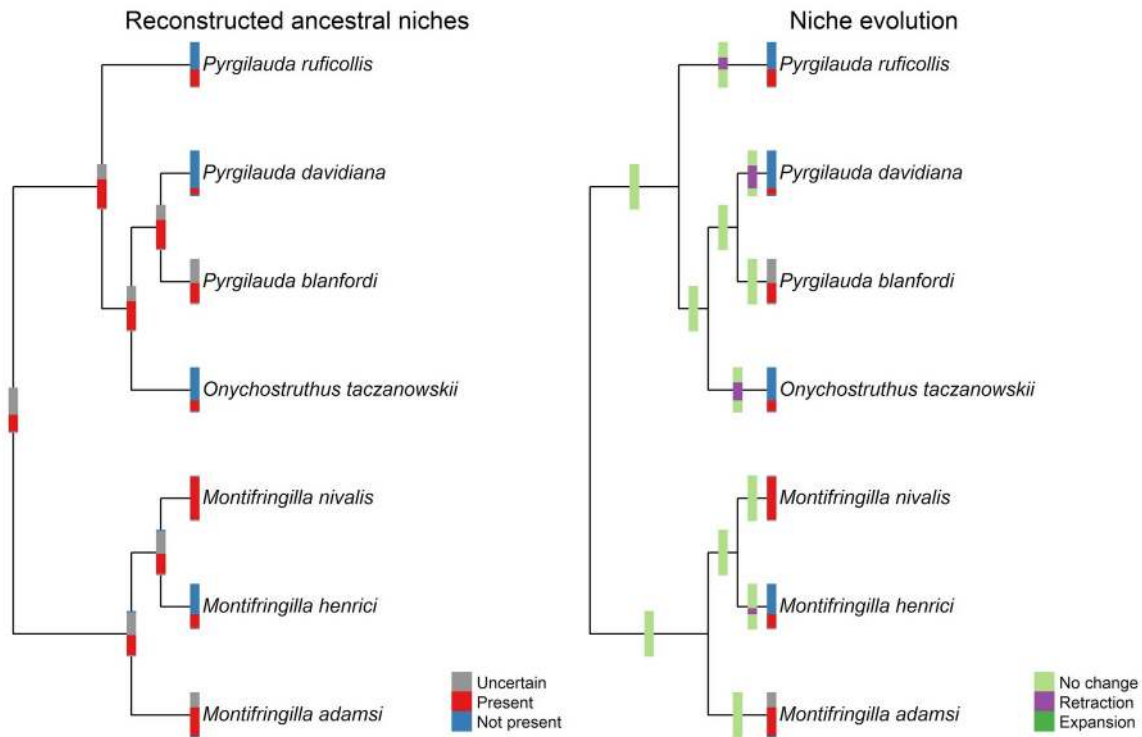 Reconstructed ancestral niches
Pyrgilauda ruficollis
Pyrgilauda davidiana
Pyrgilauda blanfordi
Onychostruthus taczanowskii
Montifringilla nivalis
Montifringilla henrici
Montifringilla adamsi
Uncertain
Present
Not present
Niche evolution
Pyrgilauda ruficollis
Pyrgilauda davidiana
Pyrgilauda blanfordi
Onychostruthus taczanowskii
Montifringilla nivalis
Montifringilla henrici
Montifringilla adamsi
No change
Retraction
Expansion